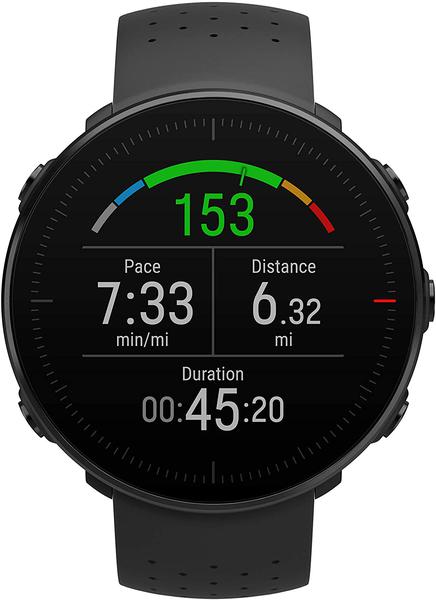 153
Pace Distance
7:33 6.32
min/mi mi
Duration
00:45:20